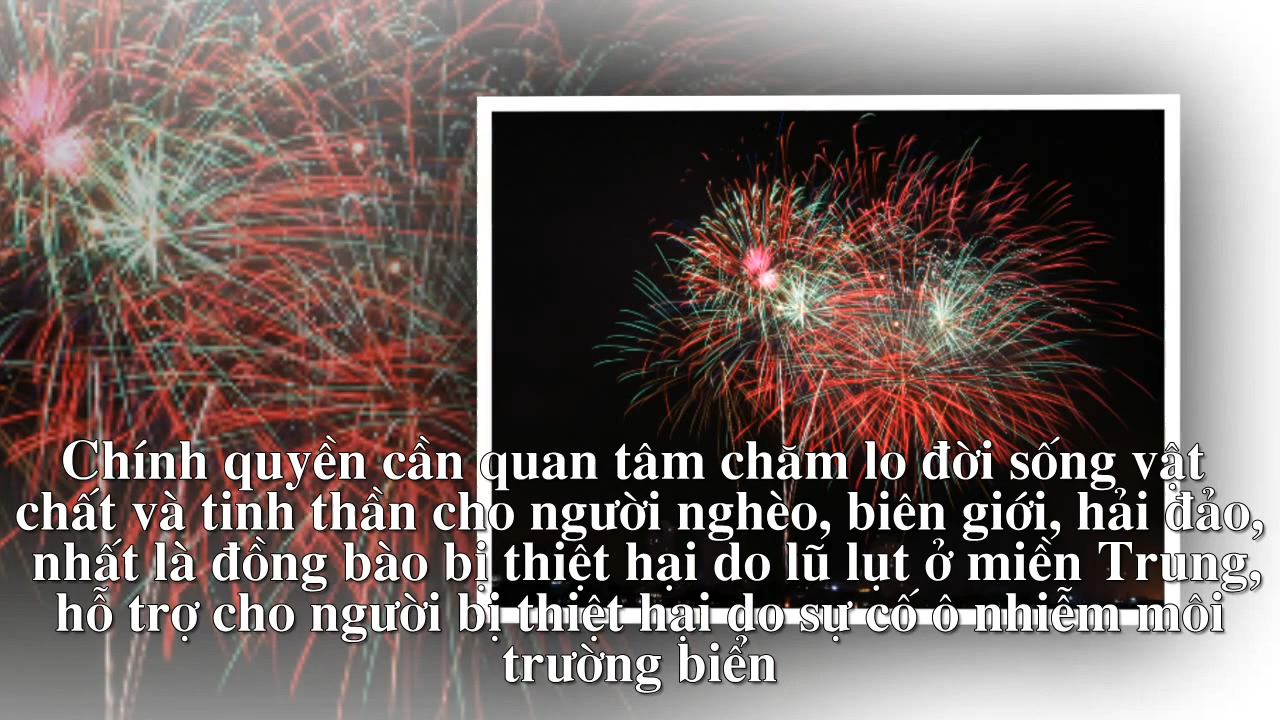 Chính quyền cần quan tâm chăm lo đời sống vật
chất và tinh thần cho người nghèo, biên giới, hải đảo,
nhất là đồng bào bị thiệt hại do lũ lụt ở miền Trung,
hỗ trợ cho người bị thiệt hại do sự cố ô nhiễm môi
trường biển